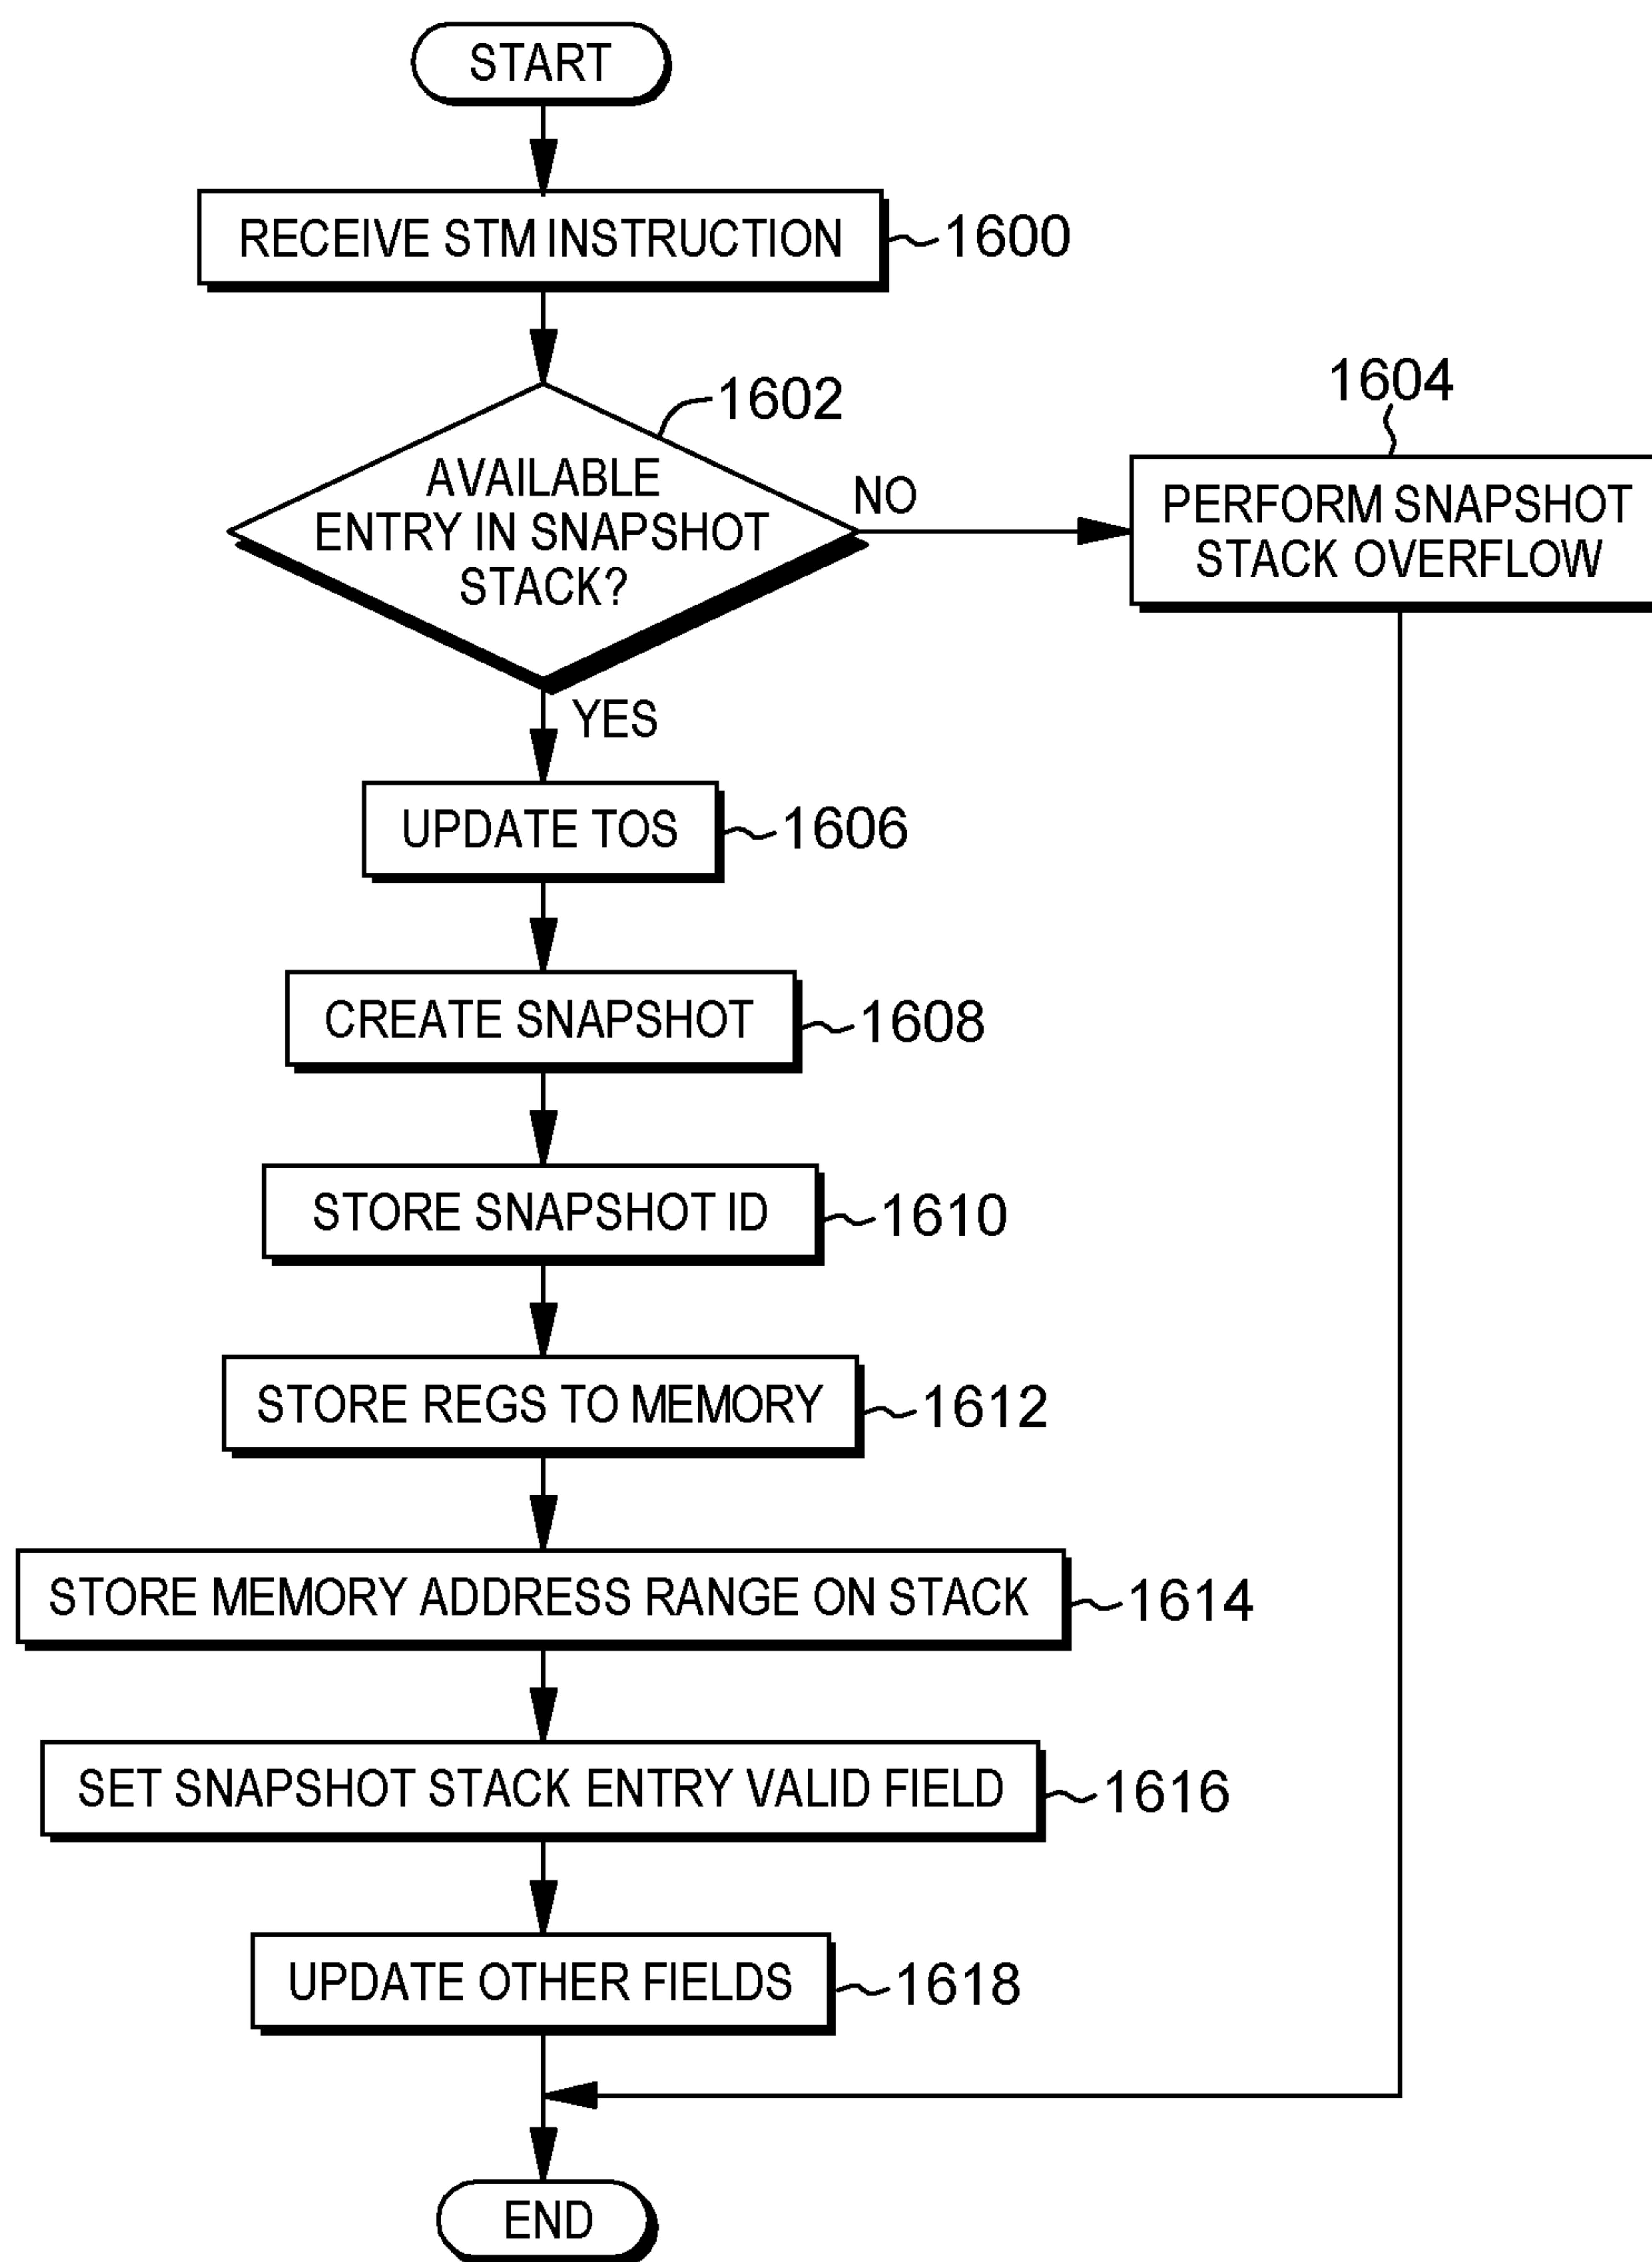 START
RECEIVE STM INSTRUCTION
1600
1602
AVAILABLE
ENTRY IN SNAPSHOT
STACK?
NO
1604
PERFORM SNAPSHOT
STACK OVERFLOW
YES
UPDATE TOS
1606
CREATE SNAPSHOT
1608
STORE SNAPSHOT ID
1610
STORE REGS TO MEMORY
1612
STORE MEMORY ADDRESS RANGE ON STACK
1614
SET SNAPSHOT STACK ENTRY VALID FIELD
1616
UPDATE OTHER FIELDS
1618
END